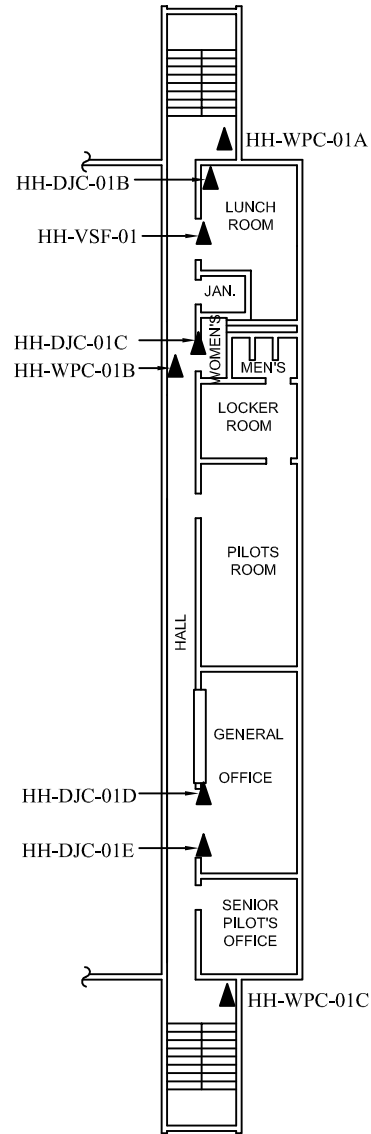 HH-WPC-01A
HH-DJC-01B
LUNCH
ROOM
HH-VSF-01
JAN.
HH-DJC-01C
WOMEN'S
HH-WPC-01B
MEN'S
LOCKER
ROOM
PILOTS
ROOM
HALL
GENERAL
OFFICE
HH-DJC-01D
HH-DJC-01E
SENIOR
PILOT'S
OFFICE
HH-WPC-01C